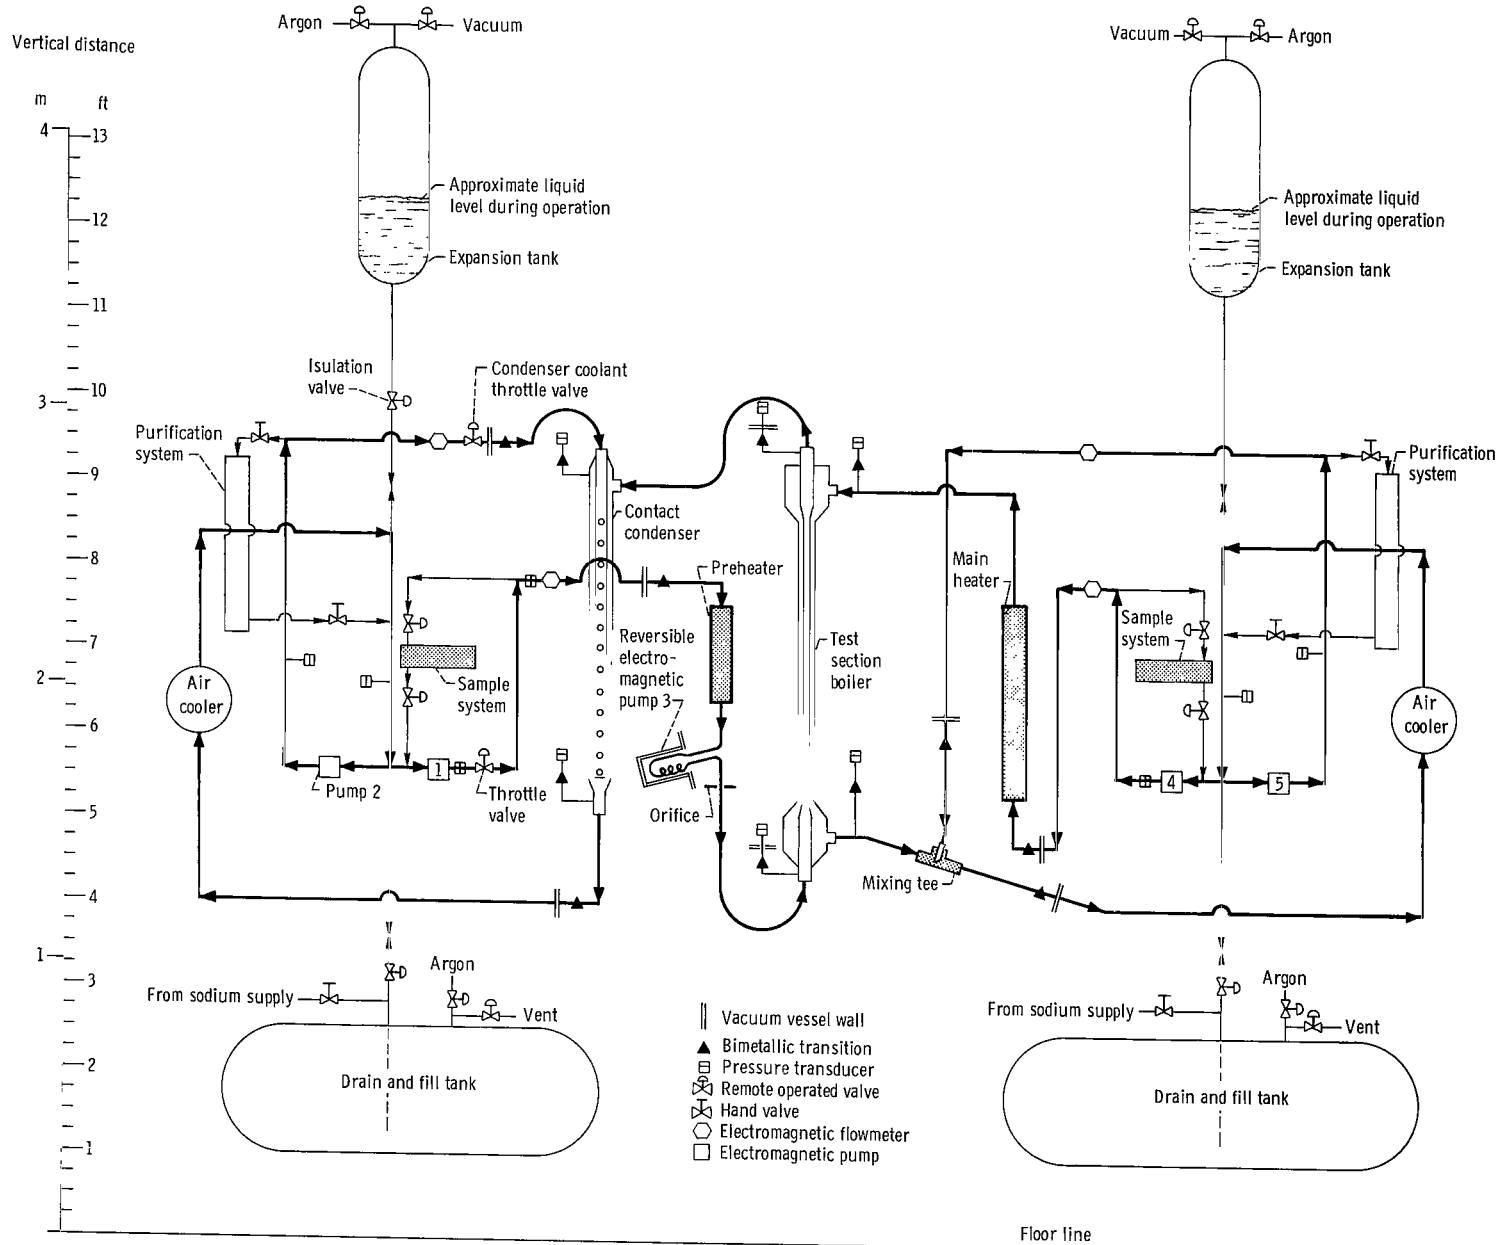 Argon
Vacuum
Vacuum
Argon
Vertical distance
m
ft
4
13
12
11
3
10
9
8
7
2
6
5
4
1
3
2
1
Approximate liquid
level during operation
Expansion tank
Approximate liquid
level during operation
Expansion tank
Isulation
valve
Condenser coolant
throttle valve
Purification
system
Purification
system
Contact
condenser
Preheater
Main
heater
Reversible
electro-
magnetic
pump 3
Test
section
boiler
Sample
system
Sample
system
Air
cooler
Air
cooler
1
Pump 2
Throttle
valve
Orifice
4
5
Mixing tee
Argon
From sodium supply
Vent
Drain and fill tank
Argon
From sodium supply
Vent
Drain and fill tank
Vacuum vessel wall
Bimetallic transition
Pressure transducer
Remote operated valve
Hand valve
Electromagnetic flowmeter
Electromagnetic pump
Floor line